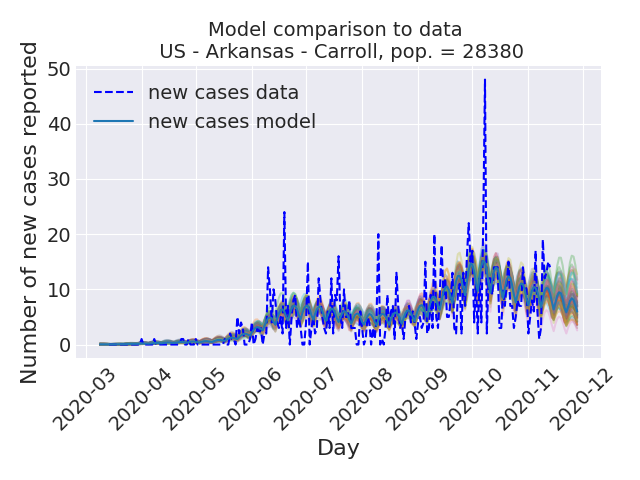 Model comparison to data
US - Arkansas - Carroll, pop. = 28380
Number of new cases reported
50
40
30
20
10
0
new cases data
new cases model
2020-03
2020-04
2020-05
2020-06
2020-07
2020-08
2020-09
2020-10
2020-11
2020-12
Day